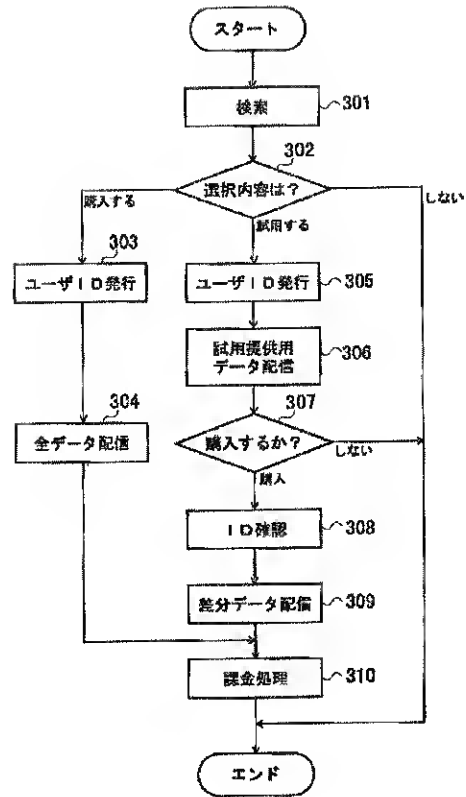 スタート
検索
301
302
選択内容は？
購入する
試用する
しない
303
ユーザID発行
ユーザID発行
305
試用提供用
データ配信
306
304
全データ配信
307
購入するか？
しない
購入
ID確認
308
差分データ配信
309
課金処理
310
エンド